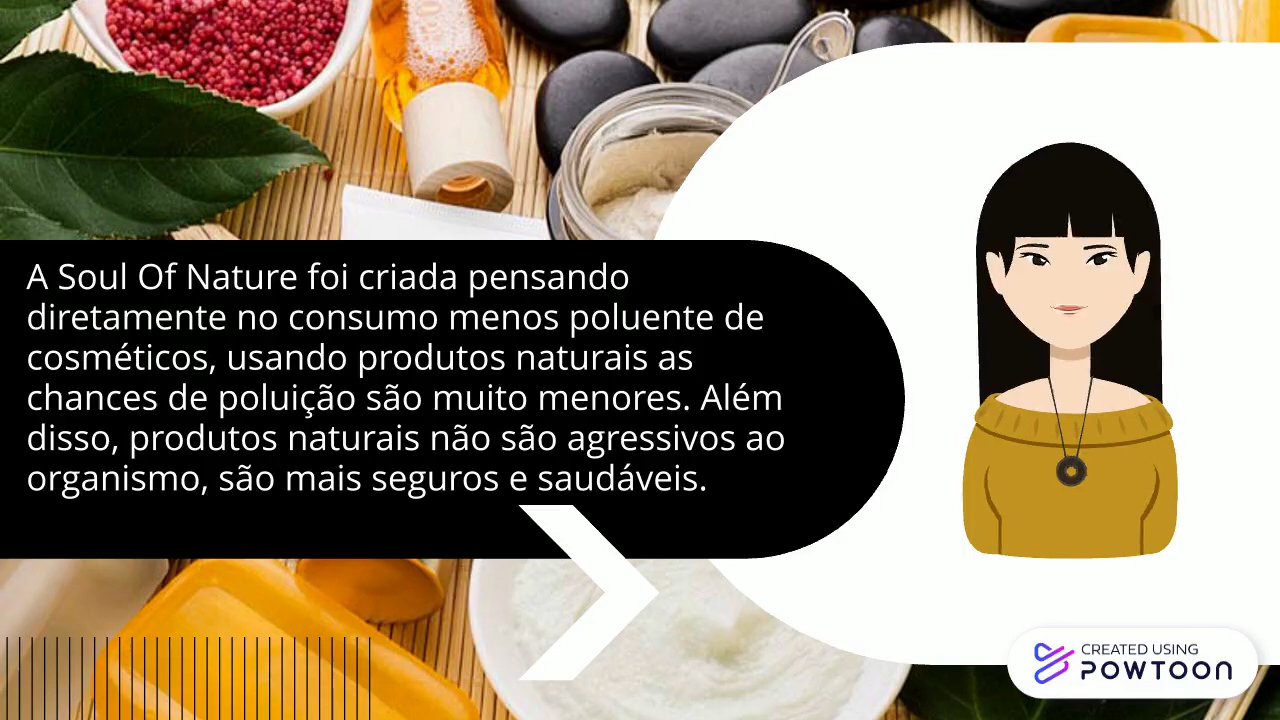 A Soul Of Nature foi criada pensando
diretamente no consumo menos poluente de
cosméticos, usando produtos naturais as
chances de poluição são muito menores. Além
disso, produtos naturais não são agressivos ao
organismo, são mais seguros e saudáveis.
CREATED USING
POWTOON